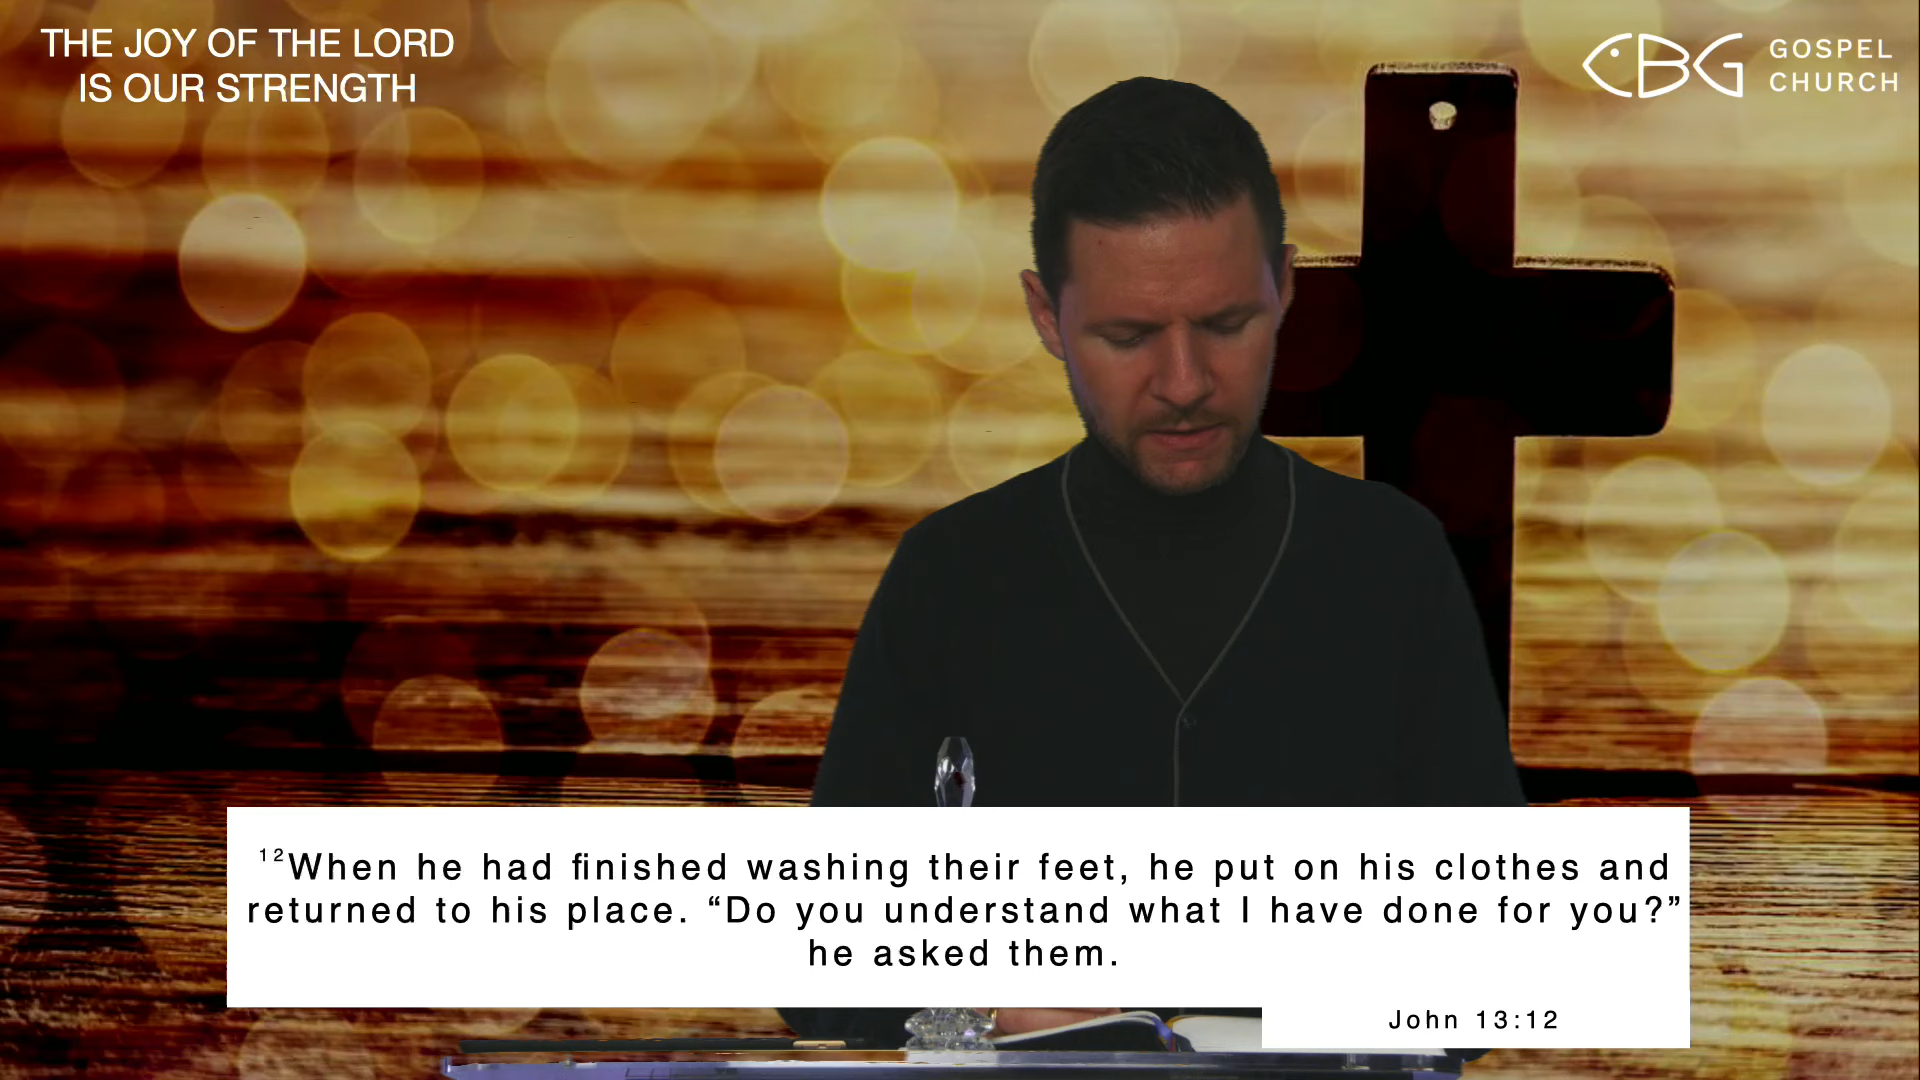 THE JOY OF THE LORD
IS OUR STRENGTH
CBG GOSPEL
CHURCH
¹²When he had finished washing their feet, he put on his clothes and
returned to his place. “Do you understand what I have done for you?”
he asked them.
John 13:12